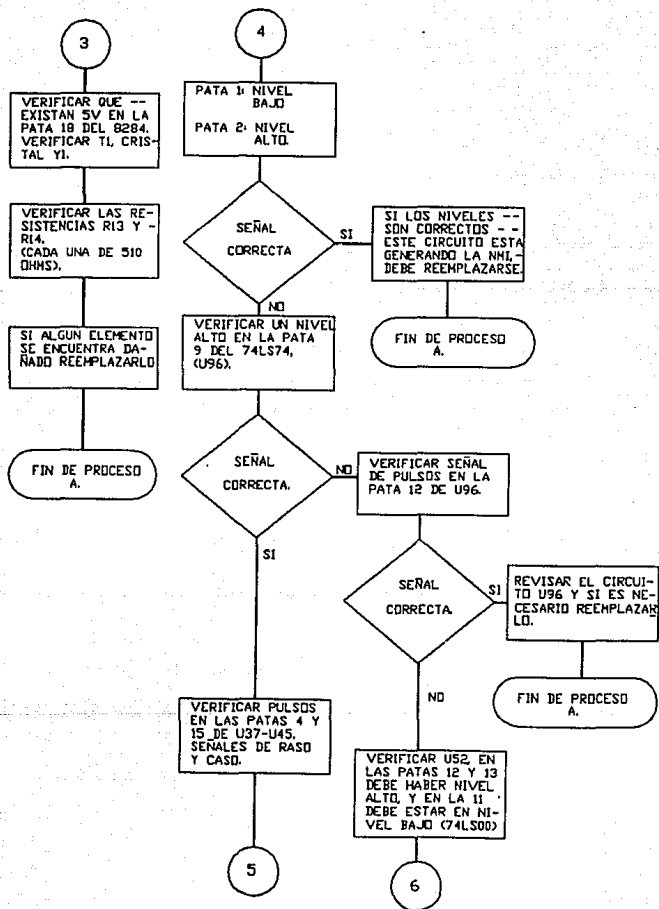 3
VERIFICAR QUE --
EXISTAN 5V EN LA
PATA 18 DEL 8284.
VERIFICAR T1, CRIS-
TAL Y1.
VERIFICAR LAS RE-
SISTENCIAS R13 Y -
R14.
(CADA UNA DE 510
OHMS).
SI ALGUN ELEMENTO
SE ENCUENTRA DA-
ÑADO REEMPLAZARLO
FIN DE PROCESO
A.
4
PATA 1: NIVEL
BAJO
PATA 2: NIVEL
ALTO.
SEÑAL
CORRECTA
SI
SI LOS NIVELES --
SON CORRECTOS --
ESTE CIRCUITO ESTA
GENERANDO LA NMI,-
DEBE REEMPLAZARSE.
FIN DE PROCESO
A.
NO
VERIFICAR UN NIVEL
ALTO EN LA PATA
9 DEL 74LS74,
(U96).
SEÑAL
CORRECTA.
NO
VERIFICAR SEÑAL
DE PULSOS EN LA
PATA 12 DE U96.
SI
SEÑAL
CORRECTA.
SI
REVISAR EL CIRCUI-
TO U96 Y SI ES NE-
CESARIO REEMPLAZAR
LO.
FIN DE PROCESO
A.
NO
VERIFICAR PULSOS
EN LAS PATAS 4 Y
15 DE U37-U45,
SEÑALES DE RASO
Y CASO.
5
VERIFICAR U52, EN
LAS PATAS 12 Y 13
DEBE HABER NIVEL
ALTO, Y EN LA 11
DEBE ESTAR EN NI-
VEL BAJO (74LS00)
6